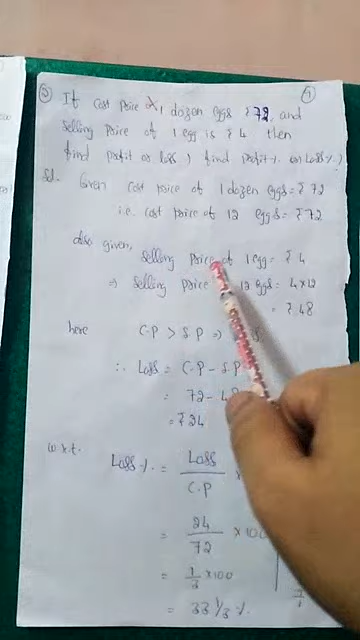 If cost price of 1 dozen eggs ₹ 72, and
selling price of 1 egg is ₹ 4 then
find profit or loss, find profit% or loss%.
Sol. Given cost price of 1 dozen eggs = ₹ 72
i.e. cost price of 12 eggs = ₹72
also given,
selling price of 1 egg = ₹ 4
⇒ selling price 12 eggs = 4×12
= ₹48
here C.P > S.P ⇒
∴ Loss = C.P - S.P
= 72 - 48
= ₹24
w.k.t. Loss% = Loss / C.P ×
= 24/72 × 100
= 1/3 × 100
= 33 1/3 %.